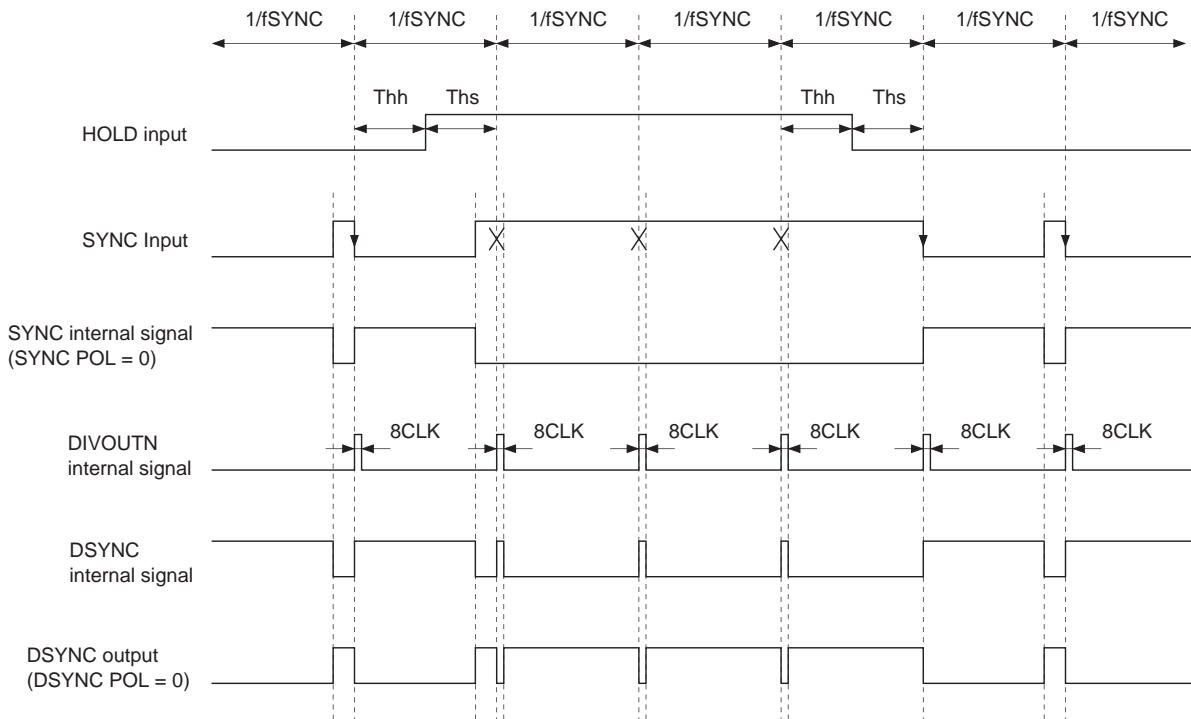 1/fSYNC 1/fSYNC 1/fSYNC 1/fSYNC 1/fSYNC 1/fSYNC 1/fSYNC
Thh Ths Thh Ths
HOLD input
SYNC Input
SYNC internal signal
(SYNC POL = 0)
8CLK 8CLK 8CLK 8CLK 8CLK 8CLK
DIVOUTN
internal signal
DSYNC
internal signal
DSYNC output
(DSYNC POL = 0)